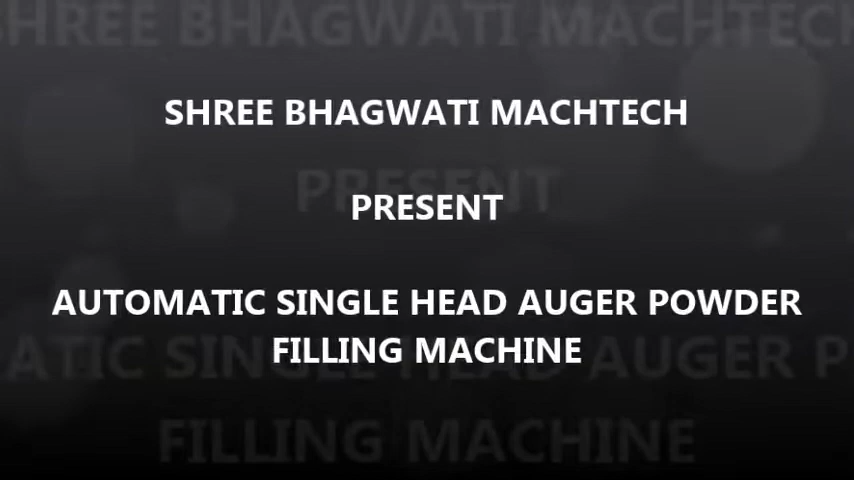 SHREE BHAGWATI MACHTECH
PRESENT
AUTOMATIC SINGLE HEAD AUGER POWDER
FILLING MACHINE